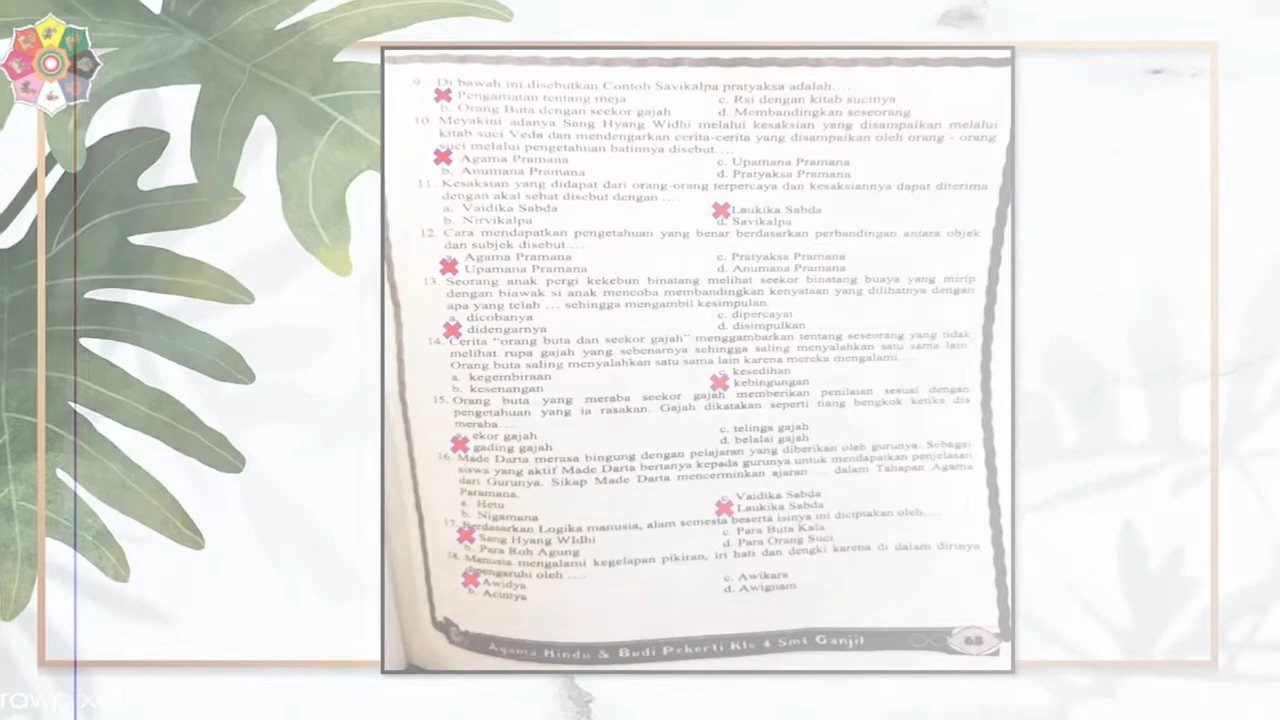 9 Di bawah ini disebutkan Contoh Savikalpa pratyaksa adalah....
Pengamatan tentang meja c. Rsi dengan kitab sucinya
b. Orang Buta dengan seekor gajah d. Membandingkan seseorang
10. Meyakini adanya Sang Hyang Widhi melalui kesaksian yang disampaikan melalui
kitab suci Veda dan mendengarkan cerita-cerita yang disampaikan oleh orang - orang
suci melalui pengetahuan batinnya disebut....
Agama Pramana c. Upamana Pramana
b. Anumana Pramana d. Pratyaksa Pramana
11. Kesaksian yang didapat dari orang-orang terpercaya dan kesaksiannya dapat diterima
dengan akal sehat disebut dengan ....
a. Vaidika Sabda Laukika Sabda
b. Nirvikalpa d. Savikalpa
12. Cara mendapatkan pengetahuan yang benar berdasarkan perbandingan antara objek
dan subjek disebut....
a. Agama Pramana c. Pratyaksa Pramana
Upamana Pramana d. Anumana Pramana
13. Seorang anak pergi kekebun binatang melihat seekor binatang buaya yang mirip
dengan biawak si anak mencoba membandingkan kenyataan yang dilihatnya dengan
apa yang telah ... sehingga mengambil kesimpulan.
a. dicobanya c. dipercayai
didengarnya d. disimpulkan
14. Cerita "orang buta dan seekor gajah" menggambarkan tentang seseorang yang tidak
melihat rupa gajah yang sebenarnya sehingga saling menyalahkan satu sama lain.
Orang buta saling menyalahkan satu sama lain karena mereka mengalami.
a. kegembiraan c. kesedihan
b. kesenangan kebingungan
15. Orang buta yang meraba seekor gajah memberikan penilaian sesuai dengan
pengetahuan yang ia rasakan. Gajah dikatakan seperti tiang bengkok ketika dia
meraba....
a. ekor gajah c. telinga gajah
gading gajah d. belalai gajah
16. Made Darta merasa bingung dengan pelajaran yang diberikan oleh gurunya. Sebagai
siswa yang aktif Made Darta bertanya kepada gurunya untuk mendapatkan penjelasan
dari Gurunya. Sikap Made Darta mencerminkan ajaran ... dalam Tahapan Agama
Paramana.
a. Hetu c. Vaidika Sabda
b. Nigamana Laukika Sabda
17. Berdasarkan Logika manusia, alam semesta beserta isinya ini diciptakan oleh....
Sang Hyang WIdhi c. Para Buta Kala
b. Para Roh Agung d. Para Orang Suci
18. Manusia mengalami kegelapan pikiran, iri hati dan dengki karena di dalam dirinya
dipengaruhi oleh ....
Awidya c. Awikara
b. Acintya d. Awignam
Agama Hindu & Budi Pekerti Kls 4 Smt Ganjil